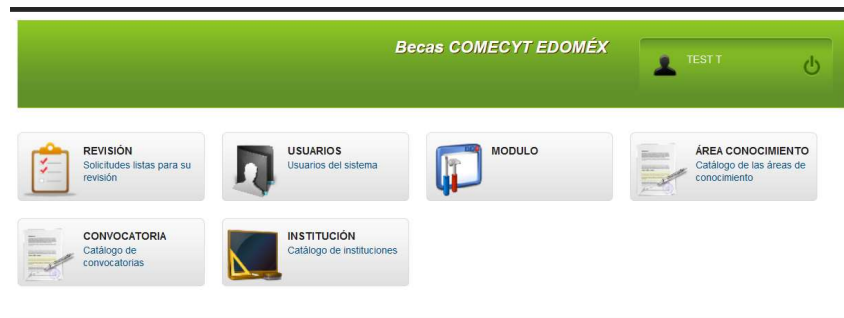 Becas COMECYT EDOMÉX
TEST T
REVISIÓN
Solicitudes listas para su
revisión
USUARIOS
Usuarios del sistema
MODULO
ÁREA CONOCIMIENTO
Catálogo de las áreas de
conocimiento
CONVOCATORIA
Catálogo de
convocatorias
INSTITUCIÓN
Catálogo de instituciones